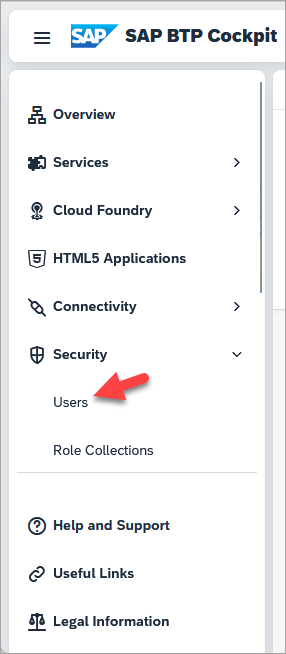 SAP SAP BTP Cockpit
Overview
Services
Cloud Foundry
5 HTML5 Applications
Connectivity
Security
Users
Role Collections
Help and Support
Useful Links
Legal Information